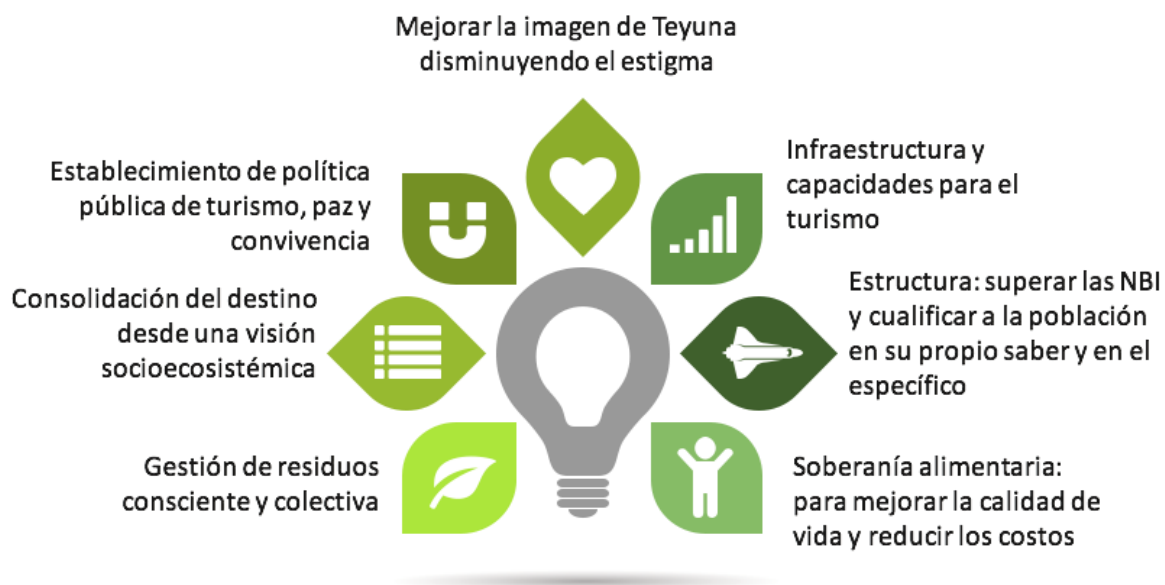 Mejorar la imagen de Teyuna
disminuyendo el estigma
Establecimiento de política
pública de turismo, paz y
convivencia
Infraestructura y
capacidades para el
turismo
Consolidación del destino
desde una visión
socioecosistémica
Estructura: superar las NBI
y cualificar a la población
en su propio saber y en el
específico
Gestión de residuos
consciente y colectiva
Soberanía alimentaria:
para mejorar la calidad de
vida y reducir los costos